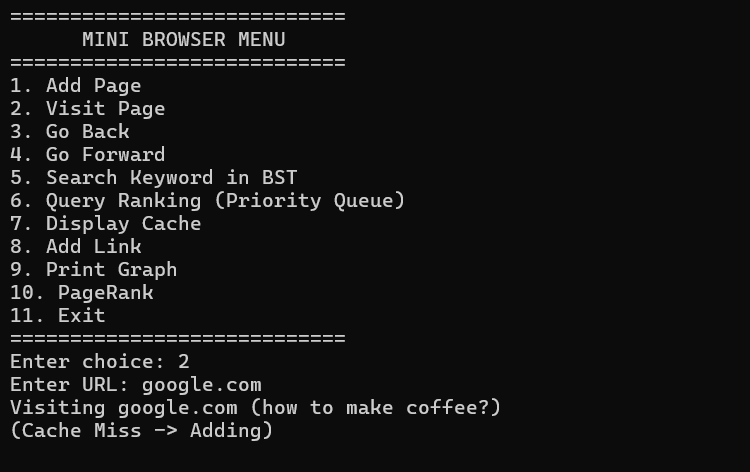 ============================
      MINI BROWSER MENU
============================
1. Add Page
2. Visit Page
3. Go Back
4. Go Forward
5. Search Keyword in BST
6. Query Ranking (Priority Queue)
7. Display Cache
8. Add Link
9. Print Graph
10. PageRank
11. Exit
============================
Enter choice: 2
Enter URL: google.com
Visiting google.com (how to make coffee?)
(Cache Miss -> Adding)